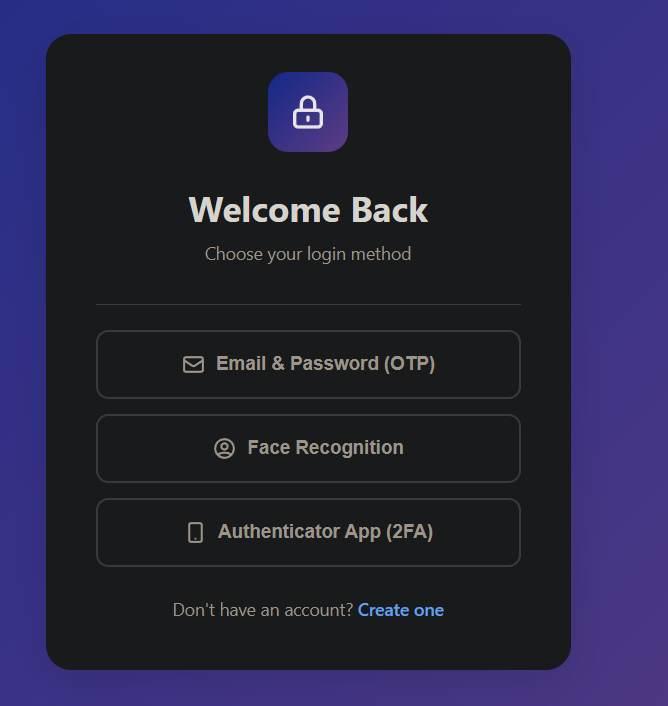 Welcome Back
Choose your login method
Email & Password (OTP)
Face Recognition
Authenticator App (2FA)
Don't have an account? Create one